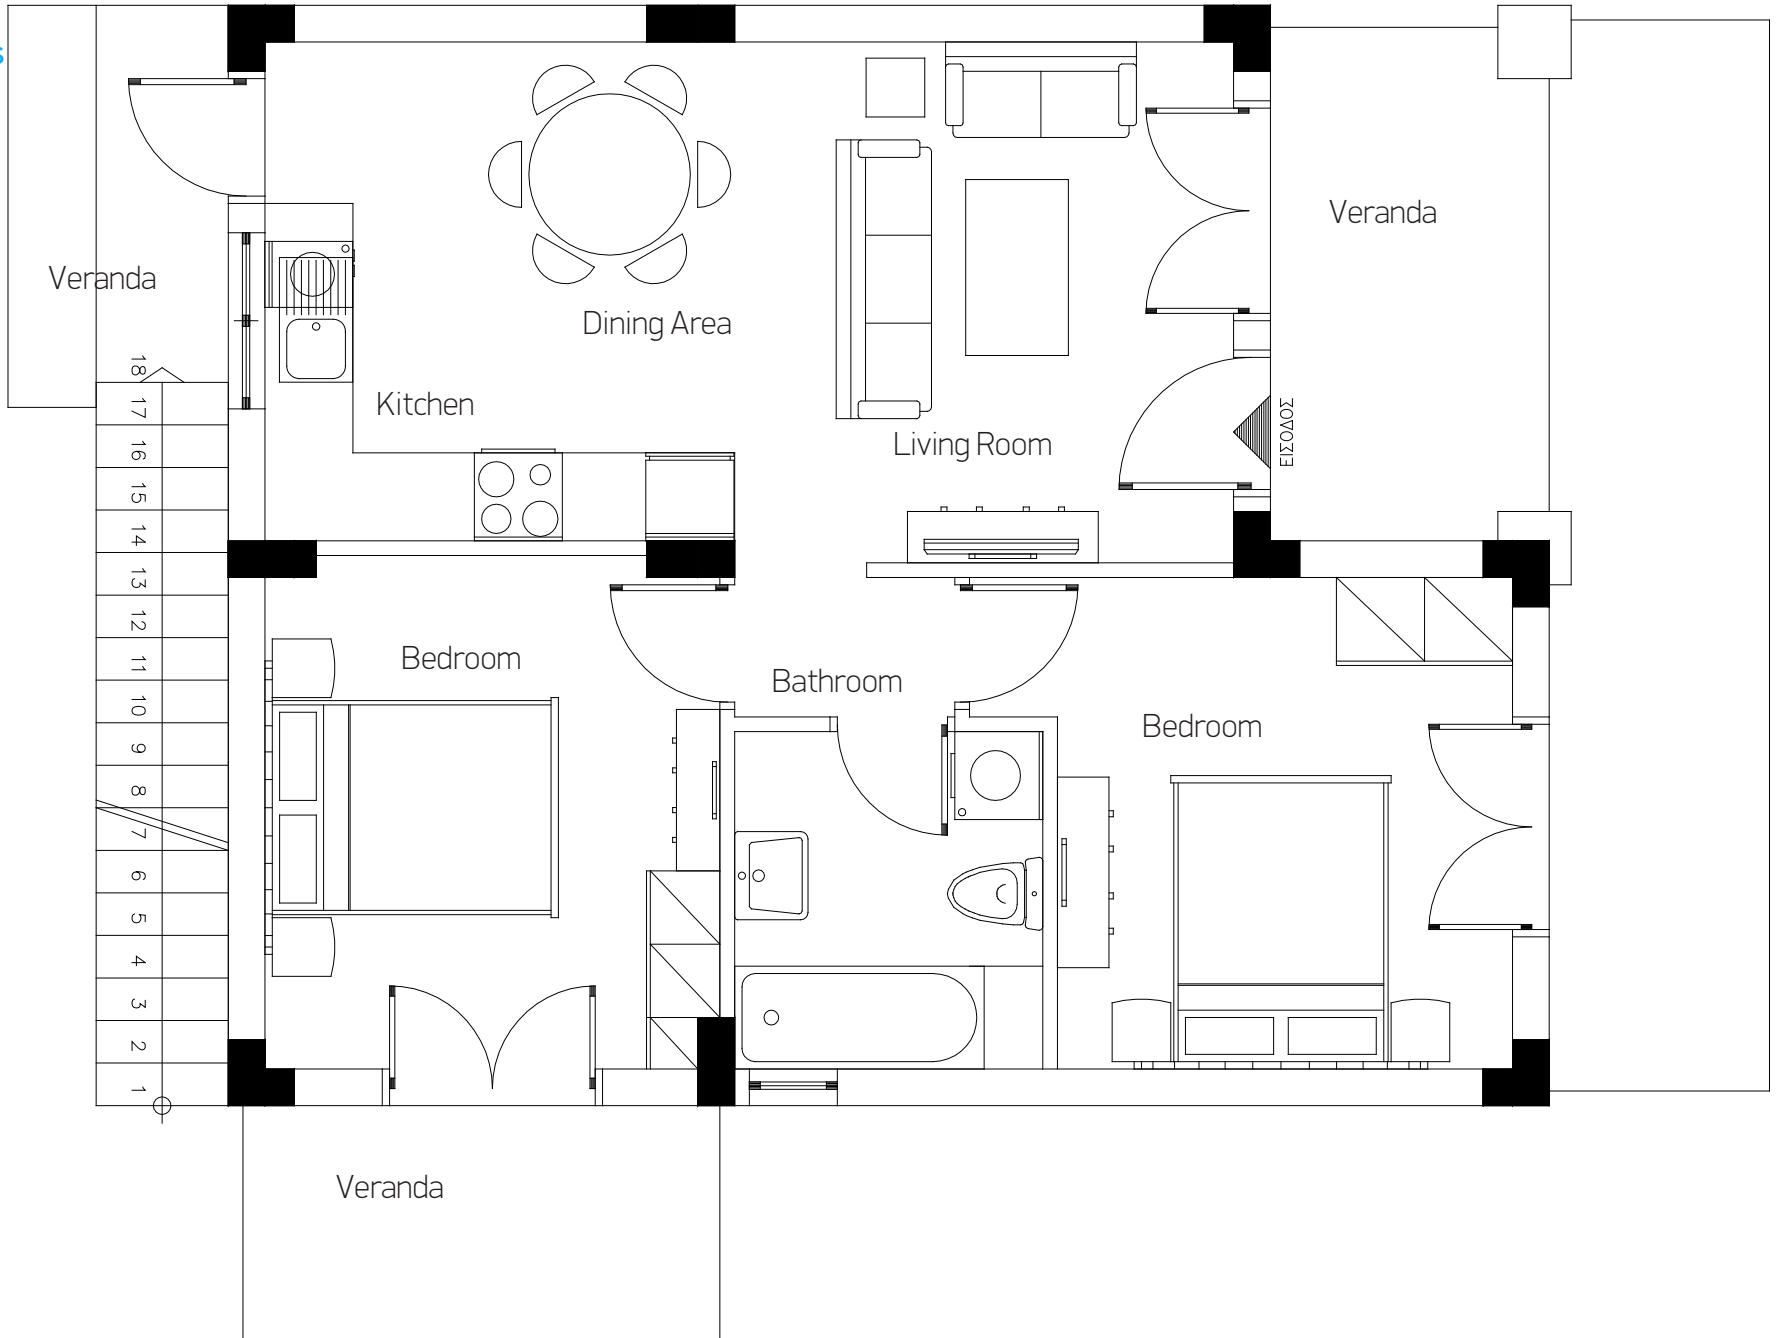 s
Veranda
Veranda
Dining Area
Kitchen
Living Room
ΕΙΣΟΔΟΣ
18
17
16
15
14
13
12
11
10
9
8
7
6
5
4
3
2
1
Bedroom
Bathroom
Bedroom
Veranda